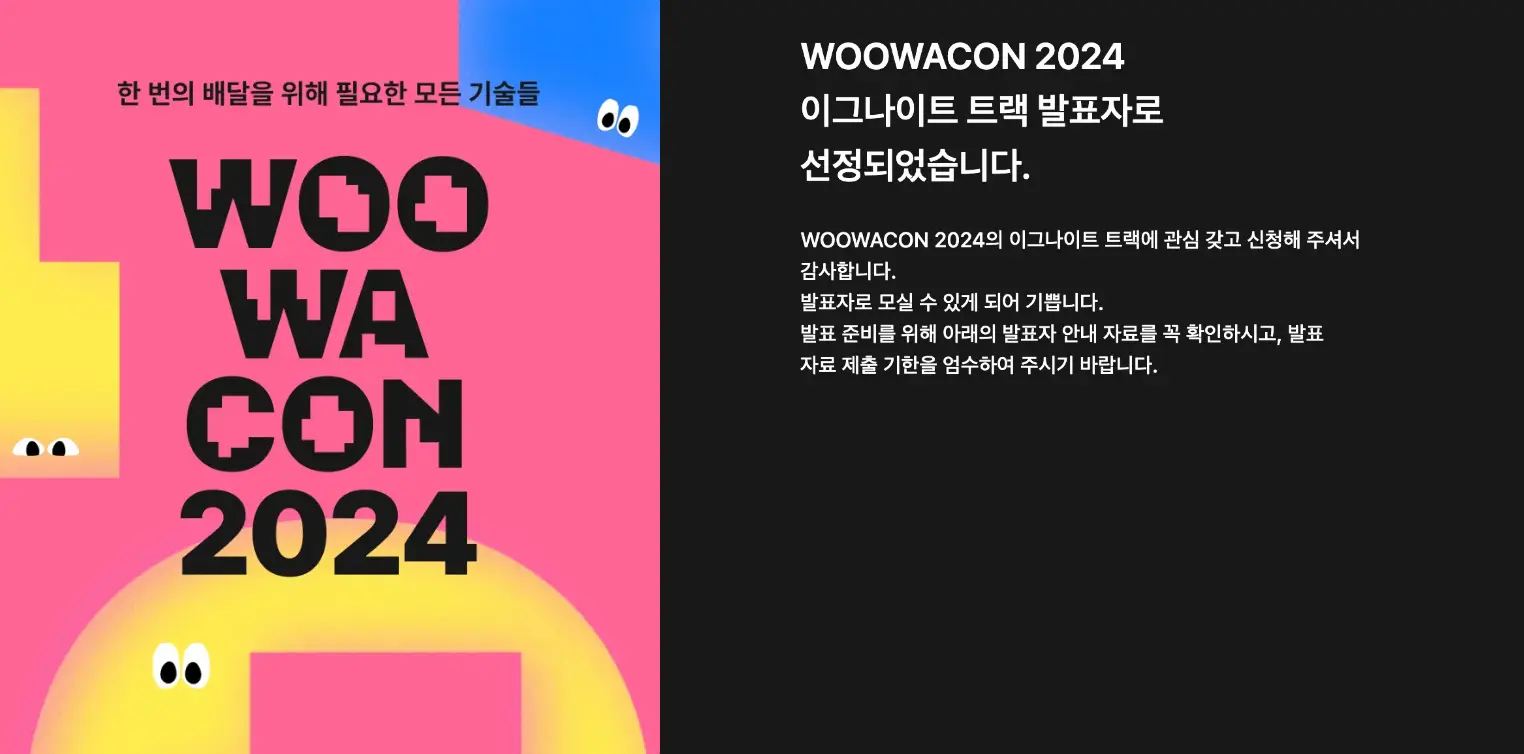 한 번의 배달을 위해 필요한 모든 기술들
WOO
WA
CON
2024
WOOWACON 2024
이그나이트 트랙 발표자로
선정되었습니다.
WOOWACON 2024의 이그나이트 트랙에 관심 갖고 신청해 주셔서
감사합니다.
발표자로 모실 수 있게 되어 기쁩니다.
발표 준비를 위해 아래의 발표자 안내 자료를 꼭 확인하시고, 발표
자료 제출 기한을 엄수하여 주시기 바랍니다.